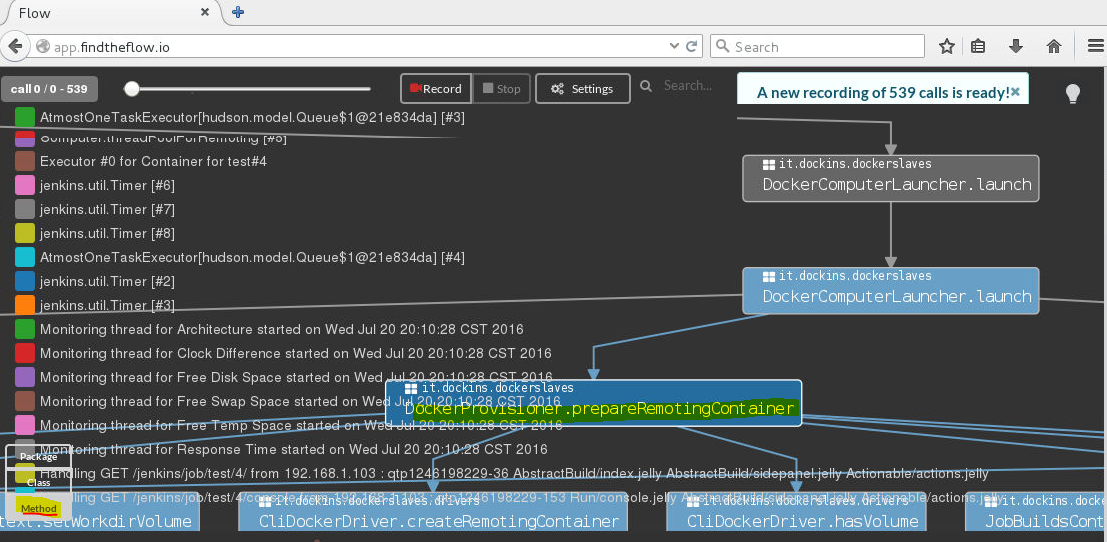 Flow
app.findtheflow.io
Search
call 0 / 0 - 539
Record
Stop
Settings
Search...
A new recording of 539 calls is ready!
AtmostOneTaskExecutor[hudson.model.Queue$1@21e834da] [#3]
Computer.threadPoolForRemoting [#5]
Executor #0 for Container for test#4
jenkins.util.Timer [#6]
jenkins.util.Timer [#7]
jenkins.util.Timer [#8]
AtmostOneTaskExecutor[hudson.model.Queue$1@21e834da] [#4]
jenkins.util.Timer [#2]
jenkins.util.Timer [#3]
Monitoring thread for Architecture started on Wed Jul 20 20:10:28 CST 2016
Monitoring thread for Clock Difference started on Wed Jul 20 20:10:28 CST 2016
Monitoring thread for Free Disk Space started on Wed Jul 20 20:10:28 CST 2016
Monitoring thread for Free Swap Space started on Wed Jul 20 20:10:28 CST 2016
Monitoring thread for Free Temp Space started on Wed Jul 20 20:10:28 CST 2016
Monitoring thread for Response Time started on Wed Jul 20 20:10:28 CST 2016
Handling GET /jenkins/job/test/4/ from 192.168.1.103 : qtp1246198229-36 AbstractBuild/index.jelly AbstractBuild/sidepanel.jelly Actionable/actions.jelly
GET /jenkins/job/test/4/ from 192.168.1.103 : qtp1246198229-153 Run/console.jelly AbstractBuild/sidepanel.jelly Actionable/actions.jelly
Package
Class
Method
it.dockins.dockerslaves
DockerComputerLauncher.launch
it.dockins.dockerslaves
DockerComputerLauncher.launch
it.dockins.dockerslaves
DockerProvisioner.prepareRemotingContainer
text.setWorkdirVolume
it.dockins.dockerslaves.drivers
CliDockerDriver.createRemotingContainer
it.dockins.dockerslaves.drivers
CliDockerDriver.hasVolume
it.dockins.docke
JobBuildsCont